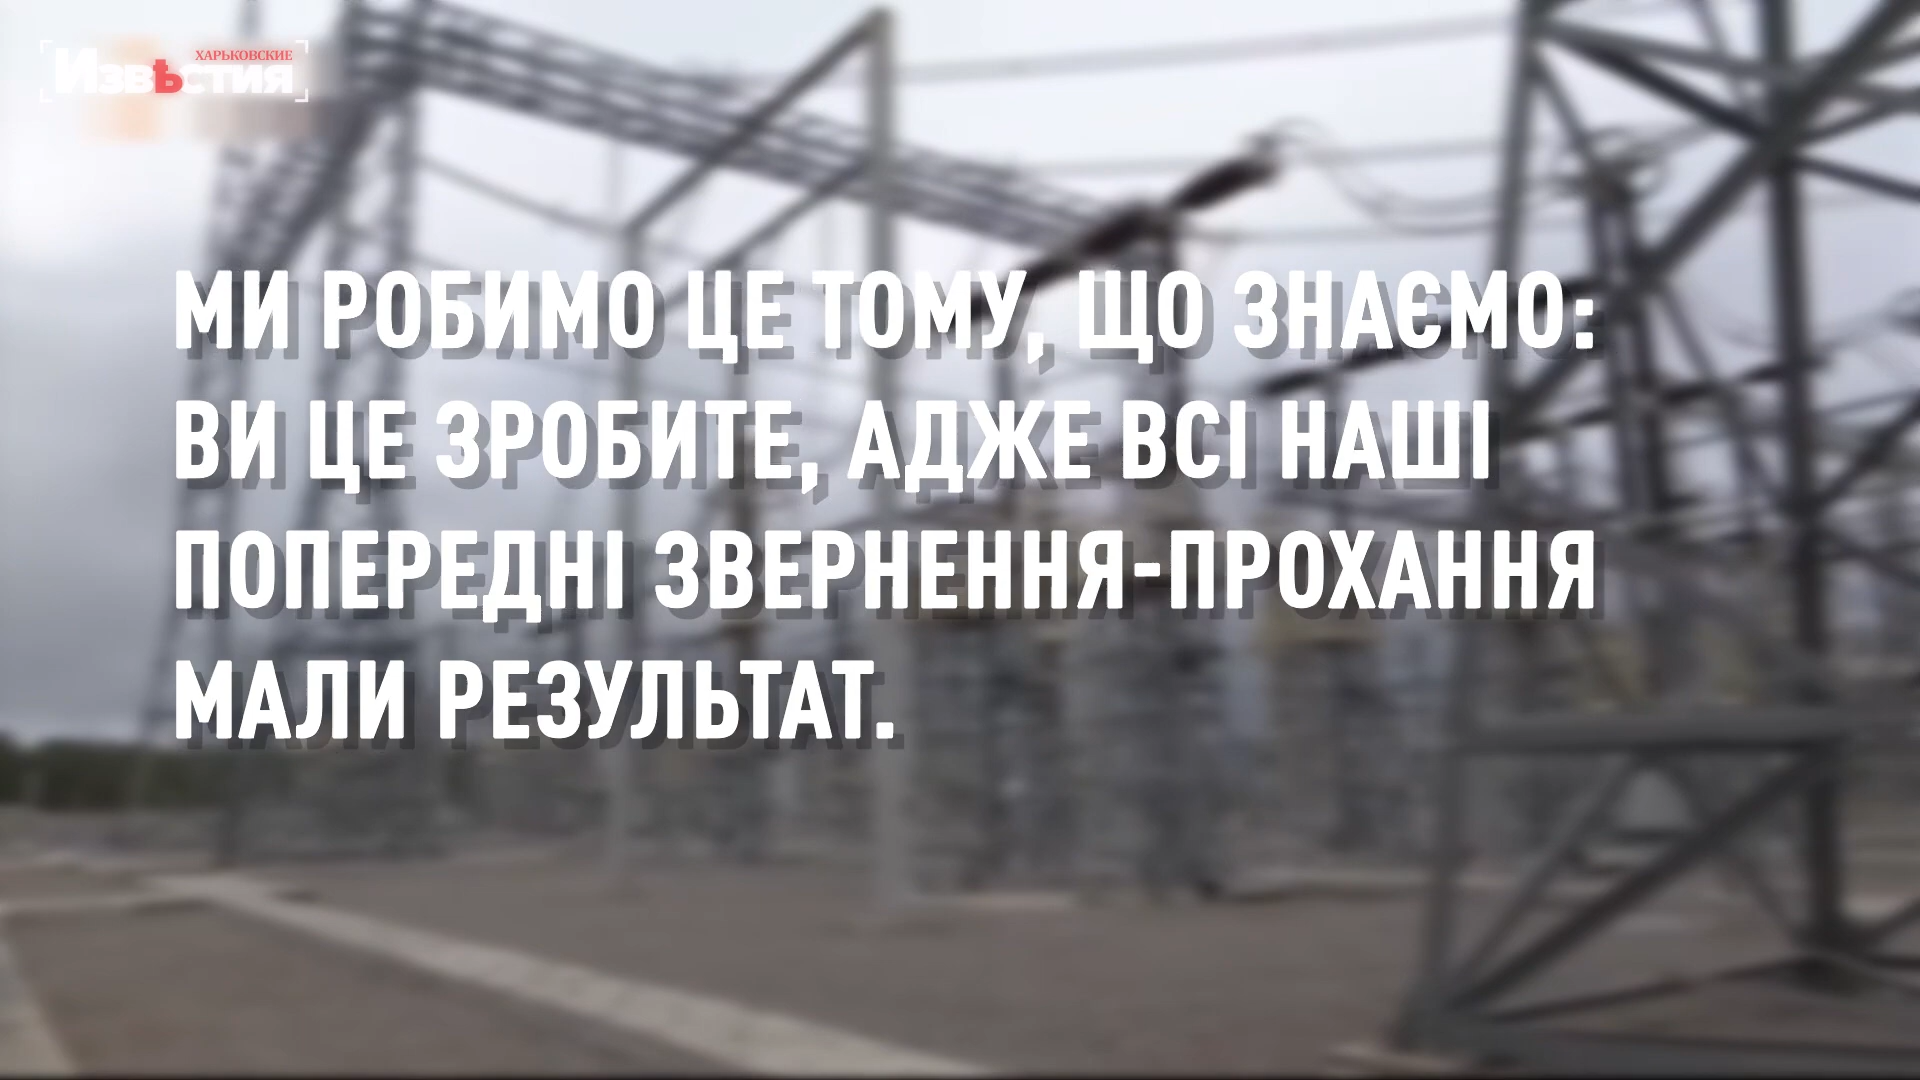 ХАРЬКОВСКИЕ
Извѣстия
МИ РОБИМО ЦЕ ТОМУ, ЩО ЗНАЄМО:
ВИ ЦЕ ЗРОБИТЕ, АДЖЕ ВСІ НАШІ
ПОПЕРЕДНІ ЗВЕРНЕННЯ-ПРОХАННЯ
МАЛИ РЕЗУЛЬТАТ.